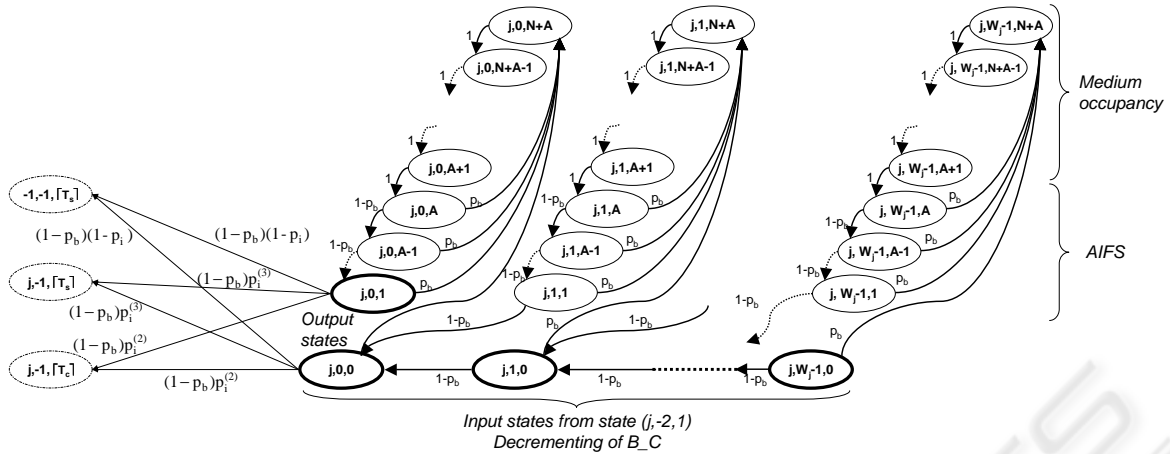 j,0,N+A
j,1,N+A
j,Wj-1,N+A
1
1
1
j,0,N+A-1
j,1,N+A-1
j, Wj-1,N+A-1
1
1
1
Medium
occupancy
1
1
1
j,0,A+1
j,1,A+1
j, Wj-1,A+1
1
1
1
-1,-1,⌈Ts⌉
j,0,A
pb
j,1,A
pb
j, Wj-1,A
pb
1-pb
1-pb
1-pb
(1−pb)(1-pi)
(1−pb)(1-pi)
j,0,A-1
pb
j,1,A-1
pb
j, Wj-1,A-1
pb
AIFS
1-pb
1-pb
1-pb
j,-1,⌈Ts⌉
(1−pb)pi(3)
j,0,1
pb
j,1,1
j, Wj-1,1
1-pb
(1−pb)pi(3)
Output
states
1-pb
pb
1-pb
pb
(1−pb)pi(2)
j,-1,⌈Tc⌉
(1−pb)pi(2)
j,0,0
1-pb
j,1,0
1-pb
1-pb
j,Wj-1,0
Input states from state (j,-2,1)
Decrementing of B_C